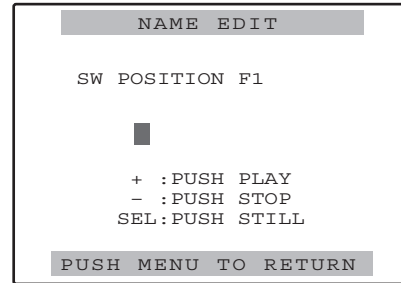 NAME EDIT
SW POSITION F1
+ :PUSH PLAY
– :PUSH STOP
SEL:PUSH STILL
PUSH MENU TO RETURN